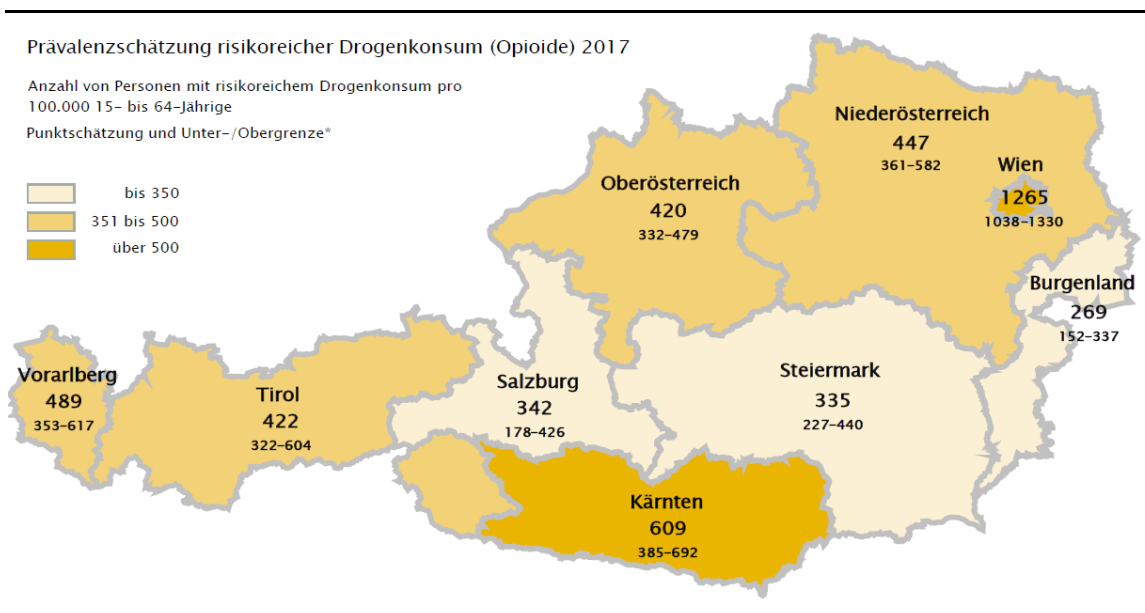 Prävalenzschätzung risikoreicher Drogenkonsum (Opioide) 2017
Anzahl von Personen mit risikoreichem Drogenkonsum pro
100.000 15- bis 64-Jährige
Punktschätzung und Unter-/Obergrenze*
bis 350
351 bis 500
über 500
Niederösterreich
447
361-582
Wien
1265
1038-1330
Oberösterreich
420
332-479
Burgenland
269
152-337
Vorarlberg
489
353-617
Tirol
422
322-604
Salzburg
342
178-426
Steiermark
335
227-440
Kärnten
609
385-692